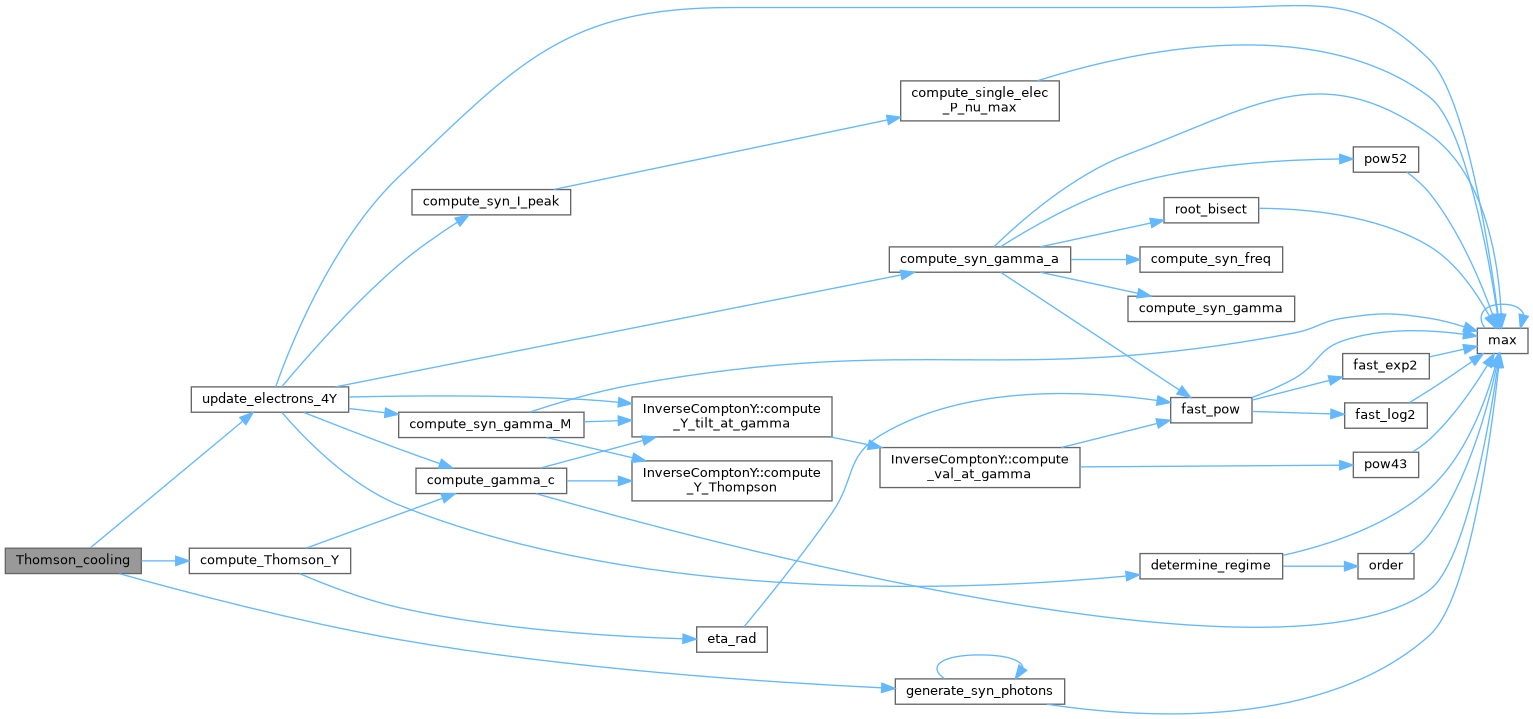 compute_single_elec
_P_nu_max
pow52
compute_syn_I_peak
root_bisect
compute_syn_gamma_a
compute_syn_freq
compute_syn_gamma
max
fast_exp2
update_electrons_4Y
InverseComptonY::compute
_Y_tilt_at_gamma
fast_pow
fast_log2
compute_syn_gamma_M
InverseComptonY::compute
_val_at_gamma
pow43
compute_gamma_c
InverseComptonY::compute
_Y_Thompson
Thomson_cooling
compute_Thomson_Y
determine_regime
order
eta_rad
generate_syn_photons